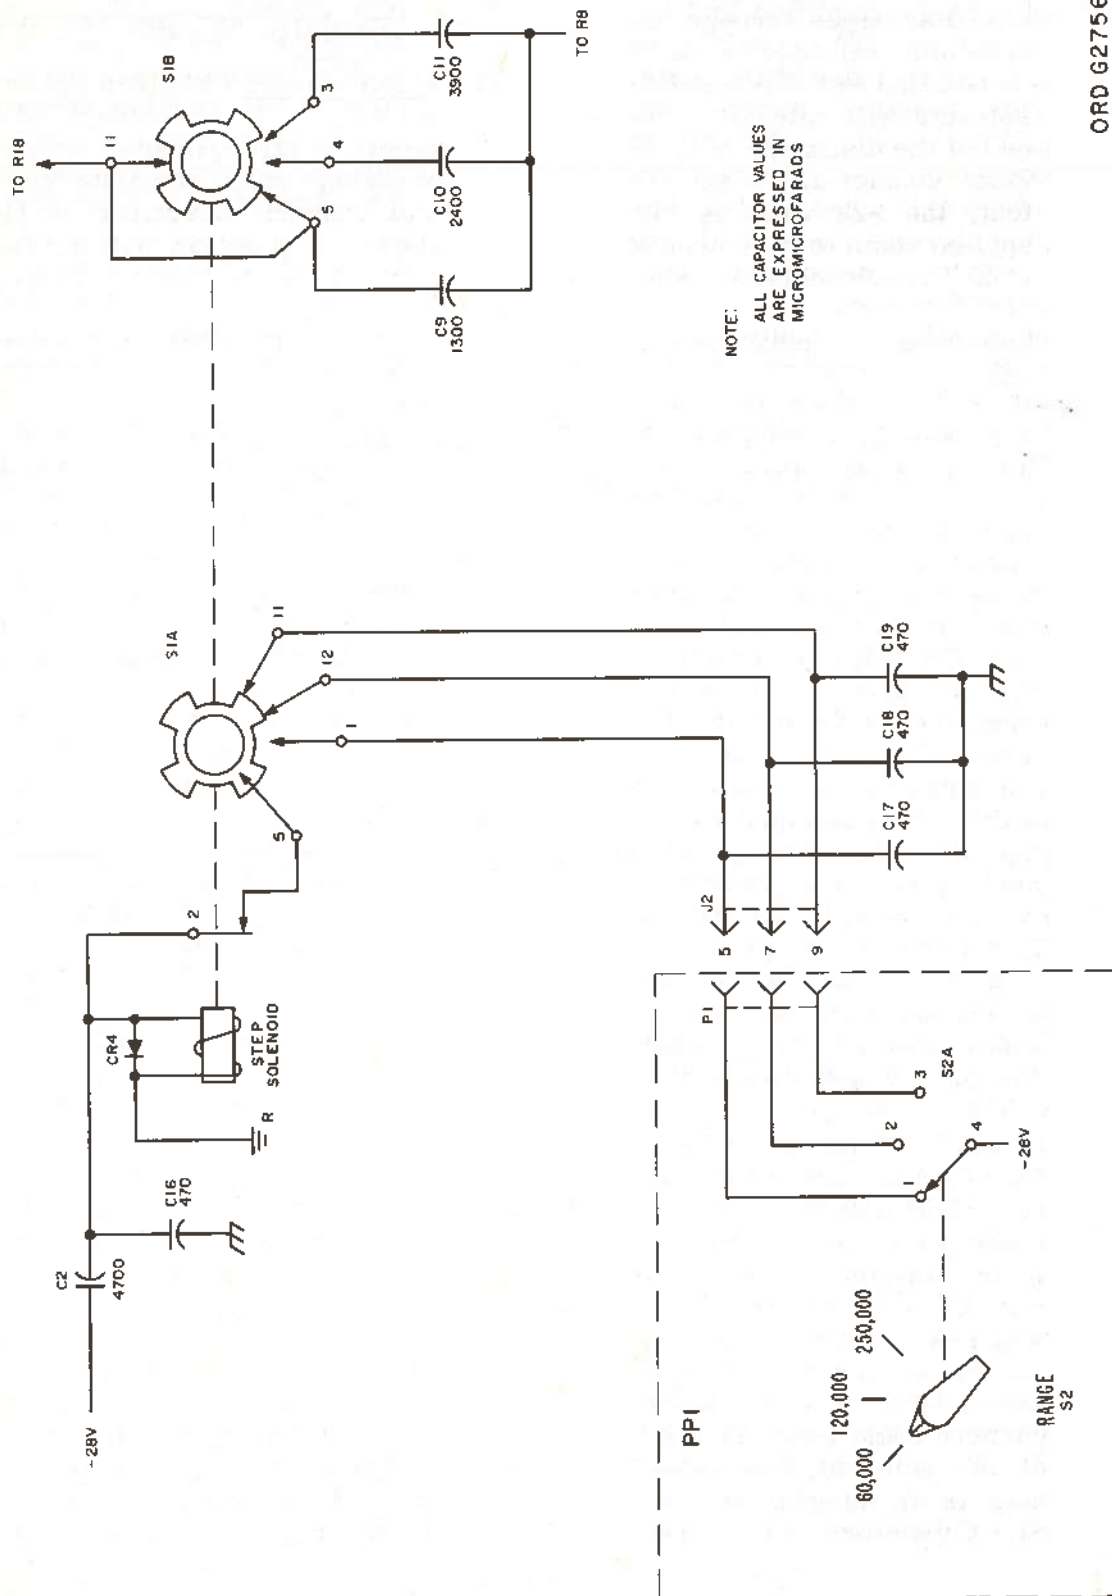 -28V
C2
4700
C16
470
R
CR4
STEP
SOLENOID
2
5
S1A
1
12
11
TO R18
11
S1B
5
4
3
C9
1300
C10
2400
C11
3900
TO R8
NOTE:
ALL CAPACITOR VALUES
ARE EXPRESSED IN
MICROMICROFARADS
J2
5
7
9
P1
C17
470
C18
470
C19
470
PPI
60,000
120,000
250,000
RANGE
S2
1
2
3
4
S2A
-28V
ORD G2756